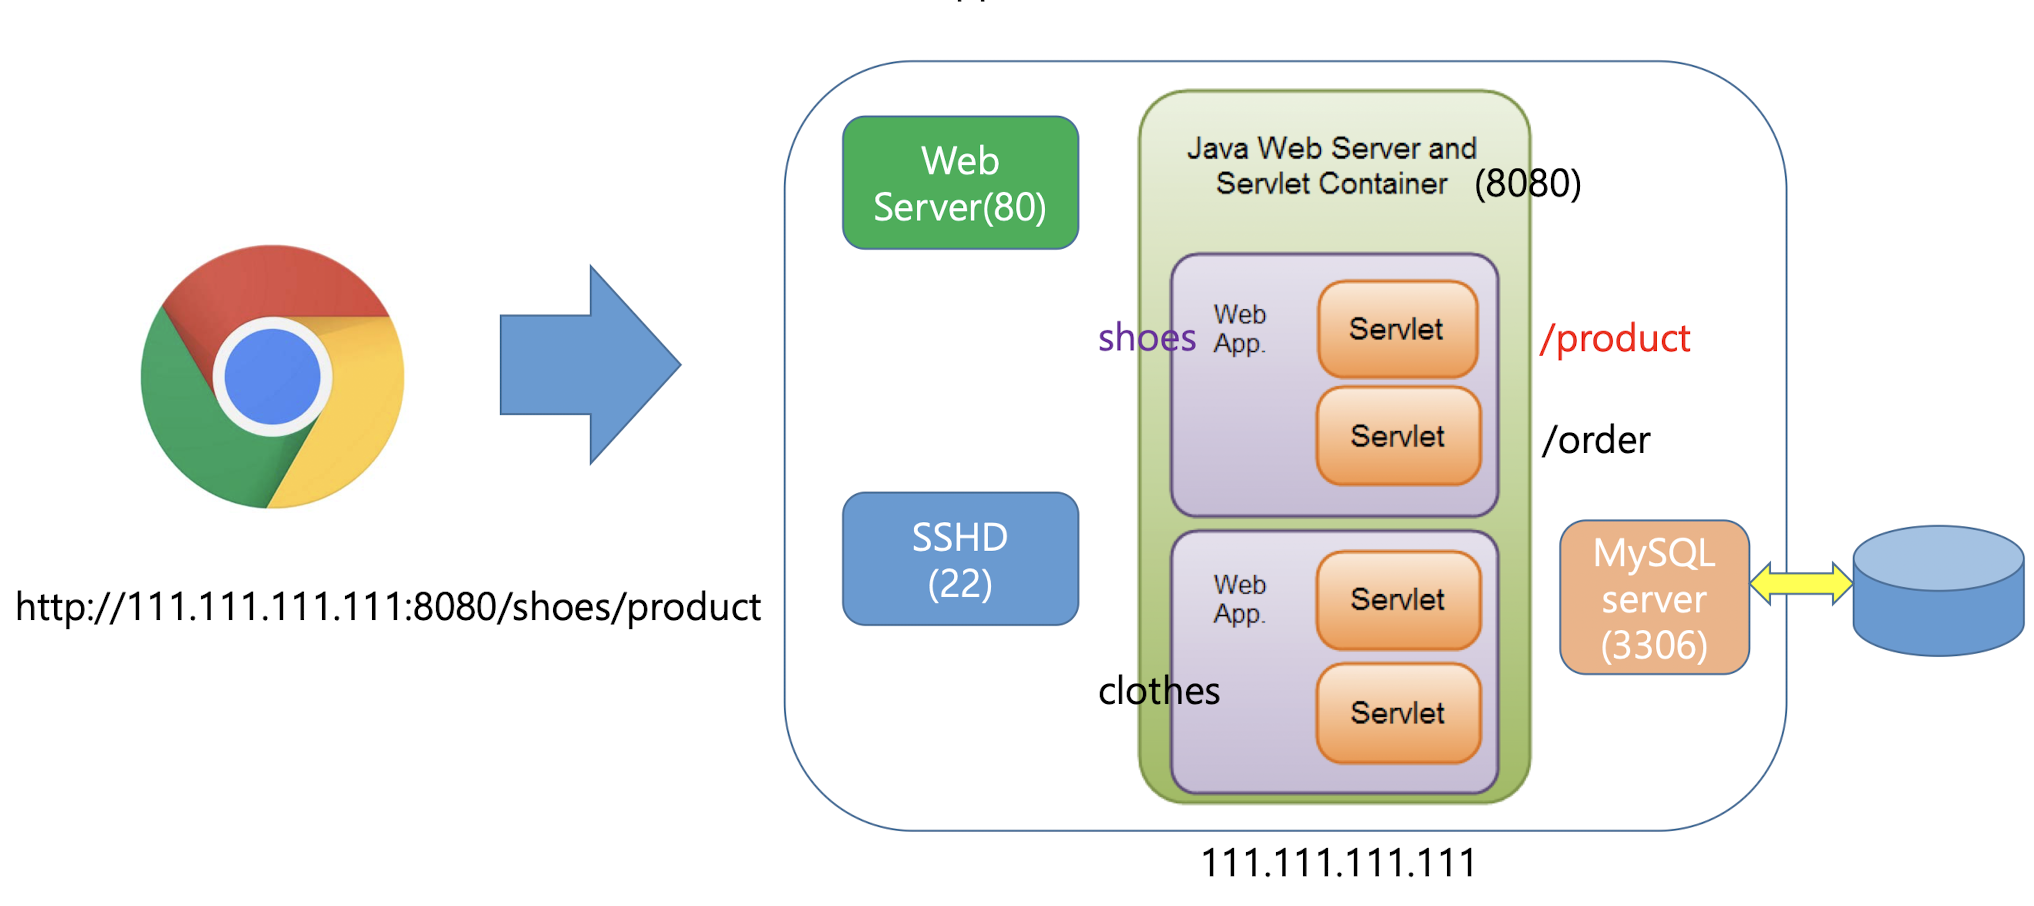 Web
Server(80)
Java Web Server and
Servlet Container (8080)
shoes
Web
App.
Servlet
/product
Servlet
/order
http://111.111.111.111:8080/shoes/product
SSHD
(22)
Web
App.
Servlet
clothes
Servlet
MySQL
server
(3306)
111.111.111.111